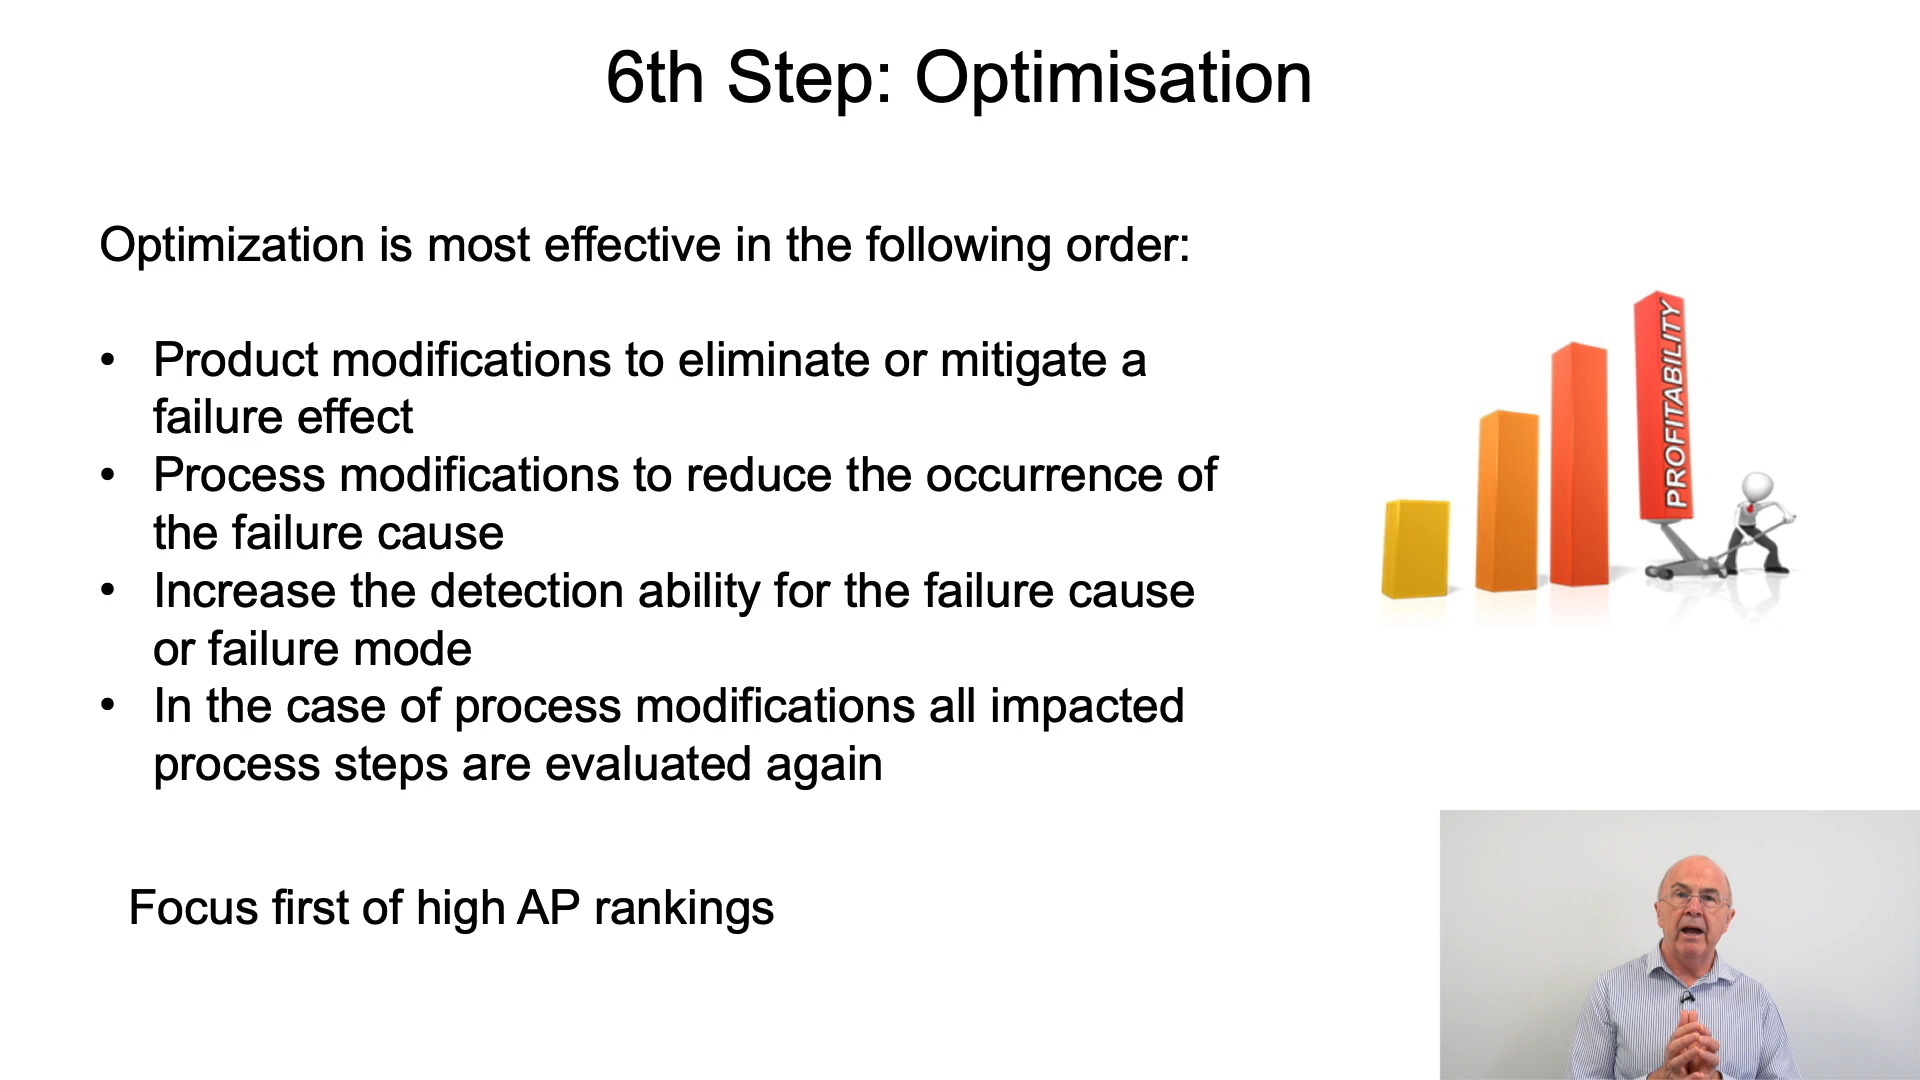 6th Step: Optimisation
Optimization is most effective in the following order:
• Product modifications to eliminate or mitigate a
failure effect
• Process modifications to reduce the occurrence of
the failure cause
• Increase the detection ability for the failure cause
or failure mode
• In the case of process modifications all impacted
process steps are evaluated again
Focus first of high AP rankings
PROFITABILITY